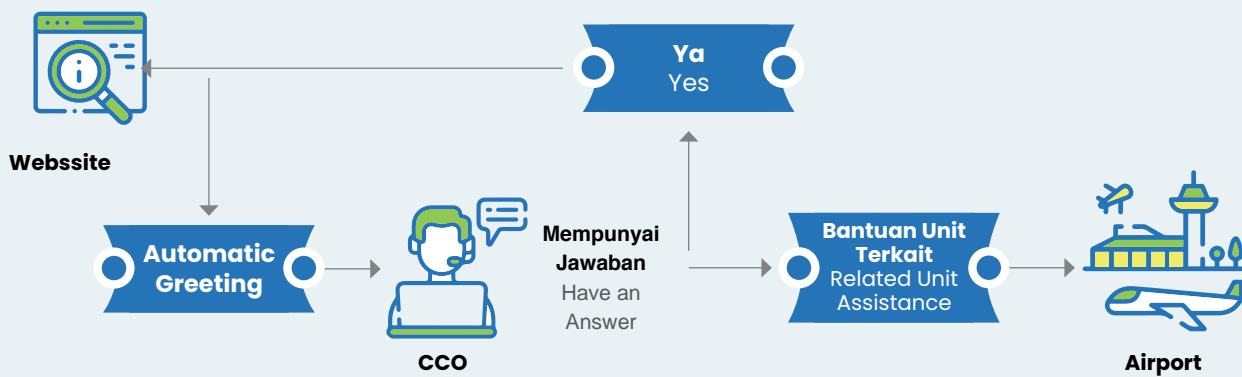 Ya
Yes
Webssite
Automatic
Greeting
CCO
Mempunyai
Jawaban
Have an
Answer
Bantuan Unit
Terkait
Related Unit
Assistance
Airport